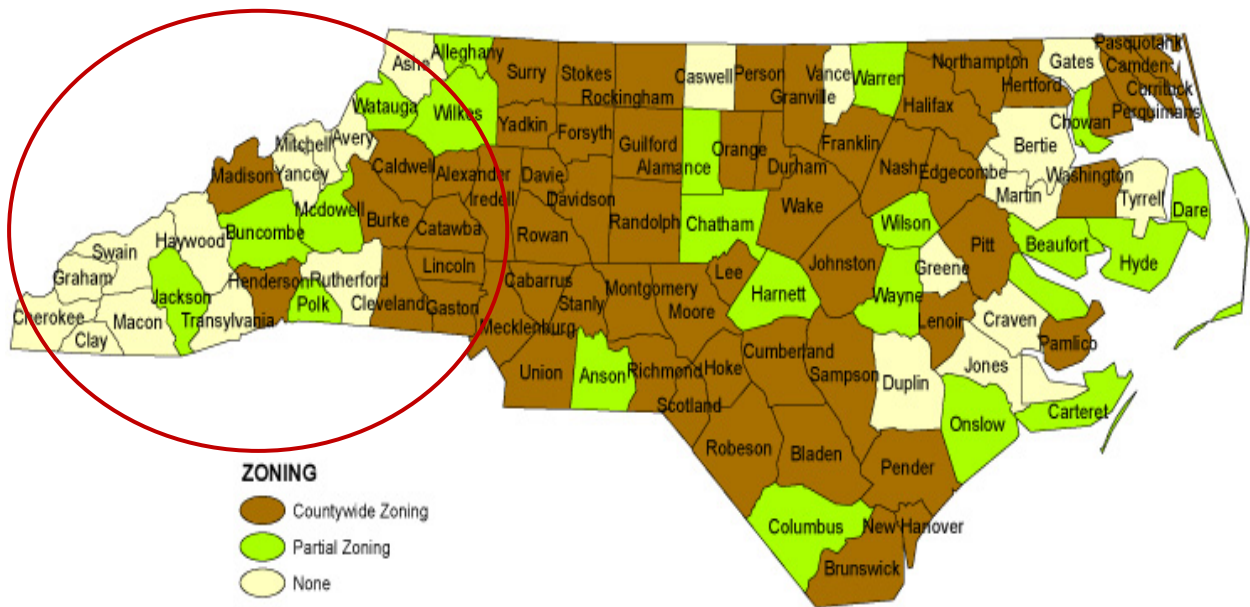 Alleghany
Ashe
Surry
Stokes
Rockingham
Caswell
Person
Granville
Vance
Warren
Northampton
Hertford
Gates
Pasquotank
Camden
Currituck
Perquimans
Chowan
Halifax
Watauga
Wilkes
Yadkin
Forsyth
Guilford
Alamance
Orange
Durham
Franklin
Nash
Edgecombe
Bertie
Martin
Washington
Tyrrell
Dare
Mitchell
Avery
Yancey
Madison
Caldwell
Alexander
Iredell
Davie
Davidson
Randolph
Chatham
Wake
Wilson
Pitt
Beaufort
Hyde
Mcdowell
Burke
Catawba
Rowan
Buncombe
Haywood
Swain
Graham
Cherokee
Clay
Macon
Jackson
Transylvania
Henderson
Polk
Rutherford
Cleveland
Lincoln
Gaston
Cabarrus
Mecklenburg
Stanly
Montgomery
Moore
Lee
Harnett
Johnston
Wayne
Greene
Lenoir
Craven
Pamlico
Jones
Carteret
Onslow
Duplin
Sampson
Cumberland
Hoke
Richmond
Scotland
Anson
Union
Robeson
Bladen
Pender
Columbus
New Hanover
Brunswick
ZONING
Countywide Zoning
Partial Zoning
None